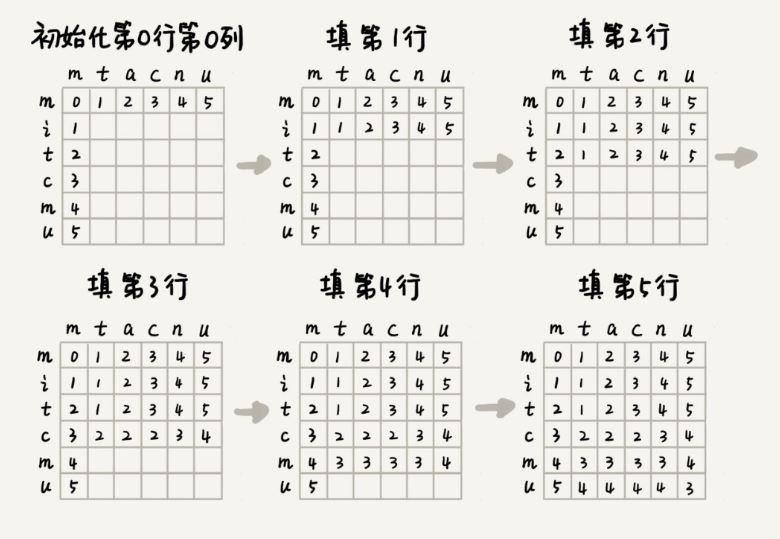 初始化第0行第0列 填第1行 填第2行
m t a c n u m t a c n u m t a c n u
m 0 1 2 3 4 5 m 0 1 2 3 4 5 m 0 1 2 3 4 5
i 1 i 1 1 2 3 4 5 i 1 1 2 3 4 5
t 2 t 2 t 2 1 2 3 4 5
c 3 c 3 c 3
m 4 m 4 m 4
u 5 u 5 u 5
填第3行 填第4行 填第5行
m t a c n u m t a c n u m t a c n u
m 0 1 2 3 4 5 m 0 1 2 3 4 5 m 0 1 2 3 4 5
i 1 1 2 3 4 5 i 1 1 2 3 4 5 i 1 1 2 3 4 5
t 2 1 2 3 4 5 t 2 1 2 3 4 5 t 2 1 2 3 4 5
c 3 2 2 2 3 4 c 3 2 2 2 3 4 c 3 2 2 2 3 4
m 4 m 4 3 3 3 3 4 m 4 3 3 3 3 4
u 5 u 5 u 5 4 4 4 4 3